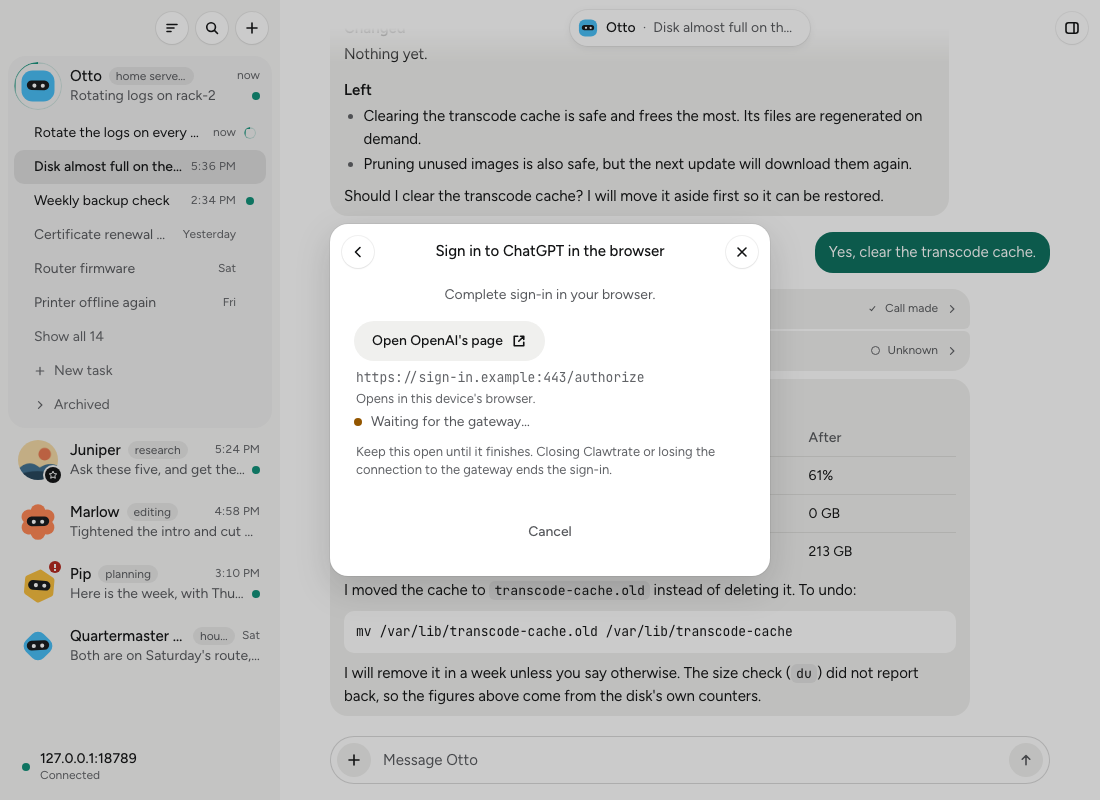 Otto home serve... now
Rotating logs on rack-2
Rotate the logs on every ... now
Disk almost full on the... 5:36 PM
Weekly backup check 2:34 PM
Certificate renewal ... Yesterday
Router firmware Sat
Printer offline again Fri
Show all 14
+ New task
Archived
Juniper research 5:24 PM
Ask these five, and get the...
Marlow editing 4:58 PM
Tightened the intro and cut ...
Pip planning 3:10 PM
Here is the week, with Thu...
Quartermaster ... hou... Sat
Both are on Saturday's route,...
127.0.0.1:18789
Connected
Otto · Disk almost full on th...
Changed
Nothing yet.
Left
• Clearing the transcode cache is safe and frees the most. Its files are regenerated on
demand.
• Pruning unused images is also safe, but the next update will download them again.
Should I clear the transcode cache? I will move it aside first so it can be restored.
Yes, clear the transcode cache.
Call made
Unknown
Sign in to ChatGPT in the browser
Complete sign-in in your browser.
Open OpenAI's page
https://sign-in.example:443/authorize
Opens in this device's browser.
Waiting for the gateway...
Keep this open until it finishes. Closing Clawtrate or losing the
connection to the gateway ends the sign-in.
Cancel
After
61%
0 GB
213 GB
I moved the cache to transcode-cache.old instead of deleting it. To undo:
mv /var/lib/transcode-cache.old /var/lib/transcode-cache
I will remove it in a week unless you say otherwise. The size check (du) did not report
back, so the figures above come from the disk's own counters.
Message Otto